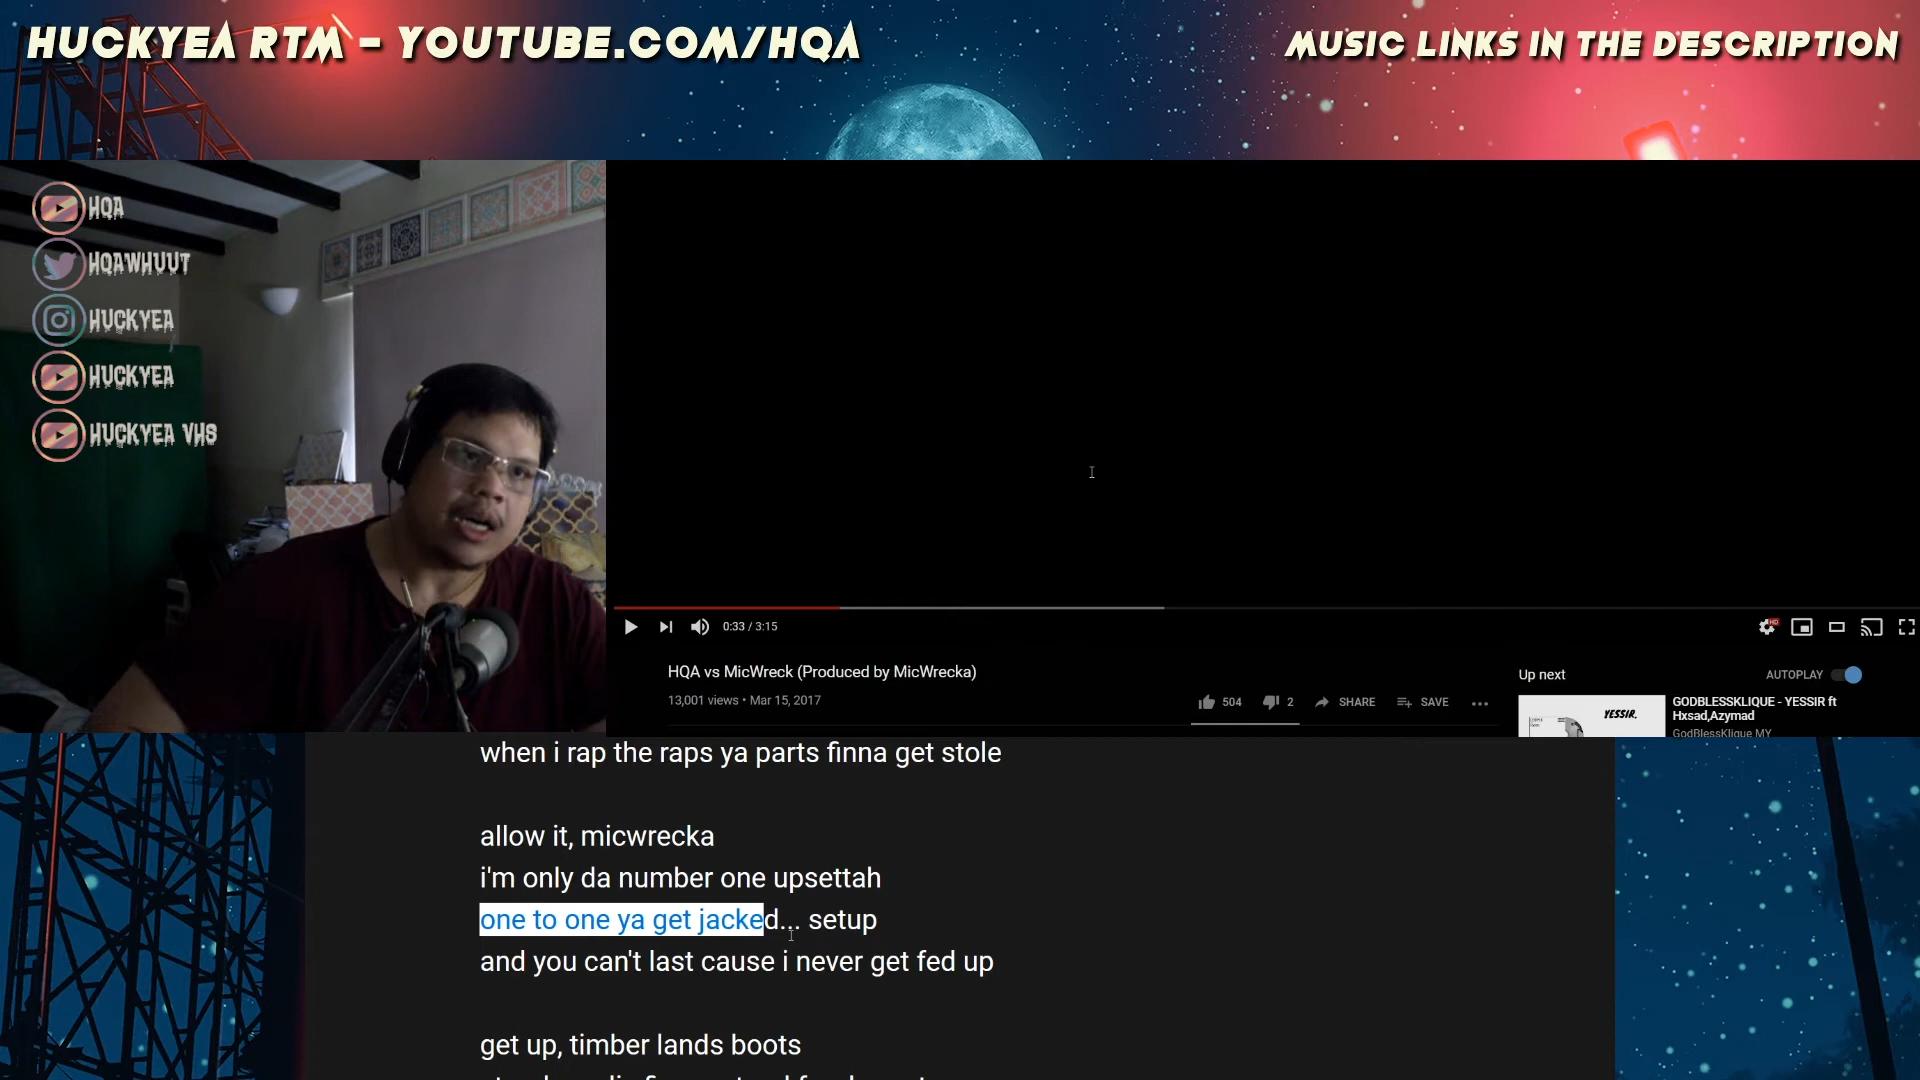 HUCKYEA RTM - YOUTUBE.COM/HQA
MUSIC LINKS IN THE DESCRIPTION
HQA
HQAWHUUT
HUCKYEA
HUCKYEA
HUCKYEA VHS
0:33 / 3:15
HD
HQA vs MicWreck (Produced by MicWrecka)
13,001 views • Mar 15, 2017
504
2
SHARE
SAVE
Up next
AUTOPLAY
YESSIR.
GODBLESSKLIQUE - YESSIR ft
Hxsad,Azymad
GodBlessKlique MY
when i rap the raps ya parts finna get stole
allow it, micwrecka
i'm only da number one upsettah
one to one ya get jacked... setup
and you can't last cause i never get fed up
get up, timber lands boots